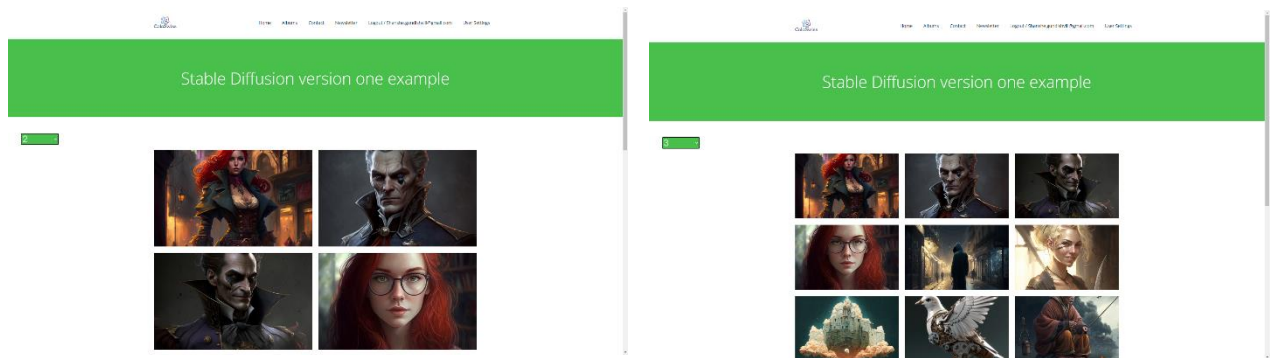 Home Albums Contact Newsletter User Settings
Stable Diffusion version one example
2
Home Albums Contact Newsletter User Settings
Stable Diffusion version one example
3